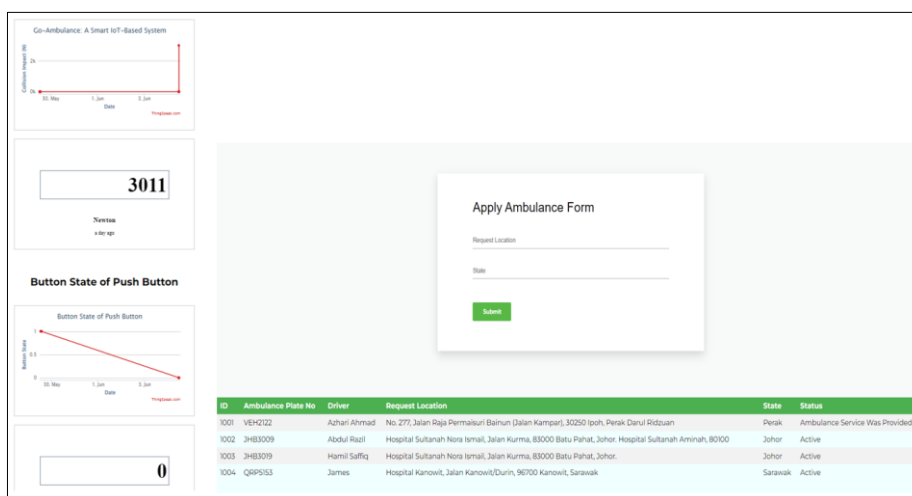 Go-Ambulance: A Smart IoT-Based System
Collision Impact (N)
2k
0k
30. May
1. Jun
3. Jun
Date
ThingSpeak.com
3011
Newton
a day ago
Button State of Push Button
Button State of Push Button
Button State
1
0.5
0
30. May
1. Jun
3. Jun
Date
ThingSpeak.com
0
Apply Ambulance Form
Request Location
State
Submit
ID Ambulance Plate No Driver Request Location State Status
1001 VEH2122 Azhari Ahmad No. 277, Jalan Raja Permaisuri Bainun (Jalan Kampar), 30250 Ipoh, Perak Darul Ridzuan Perak Ambulance Service Was Provided
1002 JHB3009 Abdul Razil Hospital Sultanah Nora Ismail, Jalan Kurma, 83000 Batu Pahat, Johor. Hospital Sultanah Aminah, 80100 Johor Active
1003 JHB3019 Hamil Saffiq Hospital Sultanah Nora Ismail, Jalan Kurma, 83000 Batu Pahat, Johor. Johor Active
1004 QRP5153 James Hospital Kanowit, Jalan Kanowit/Durin, 96700 Kanowit, Sarawak Sarawak Active